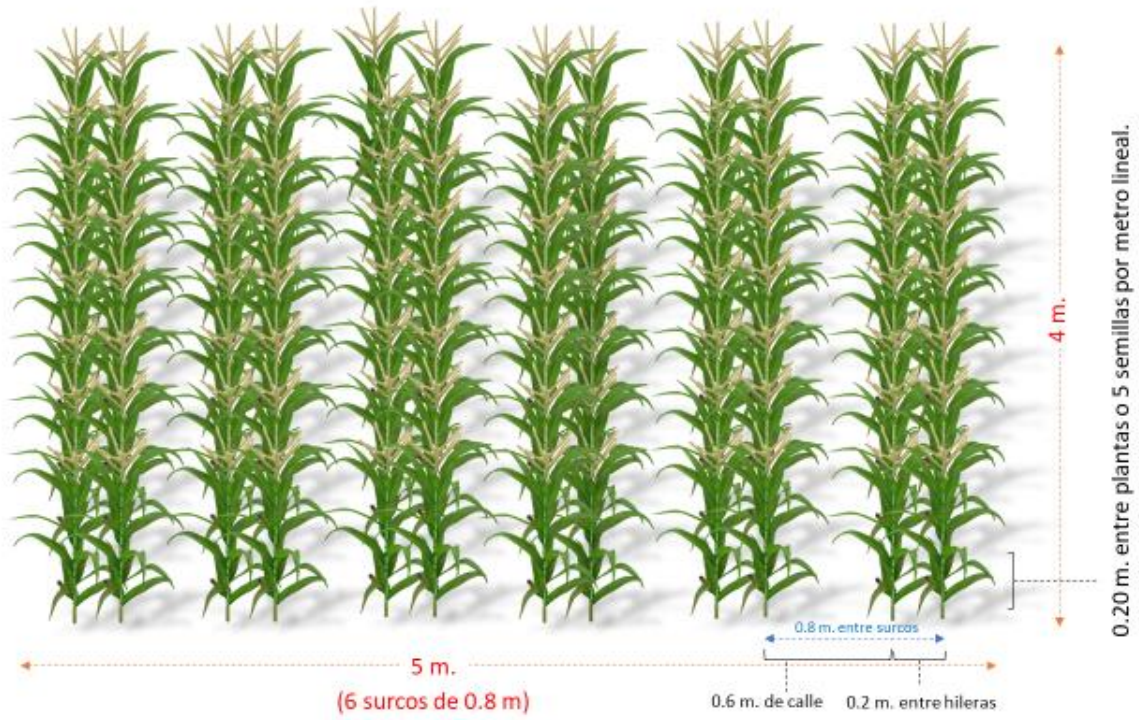 4 m.
0.20 m. entre plantas o 5 semillas por metro lineal.
0.8 m. entre surcos
5 m.
(6 surcos de 0.8 m)
0.6 m. de calle
0.2 m. entre hileras